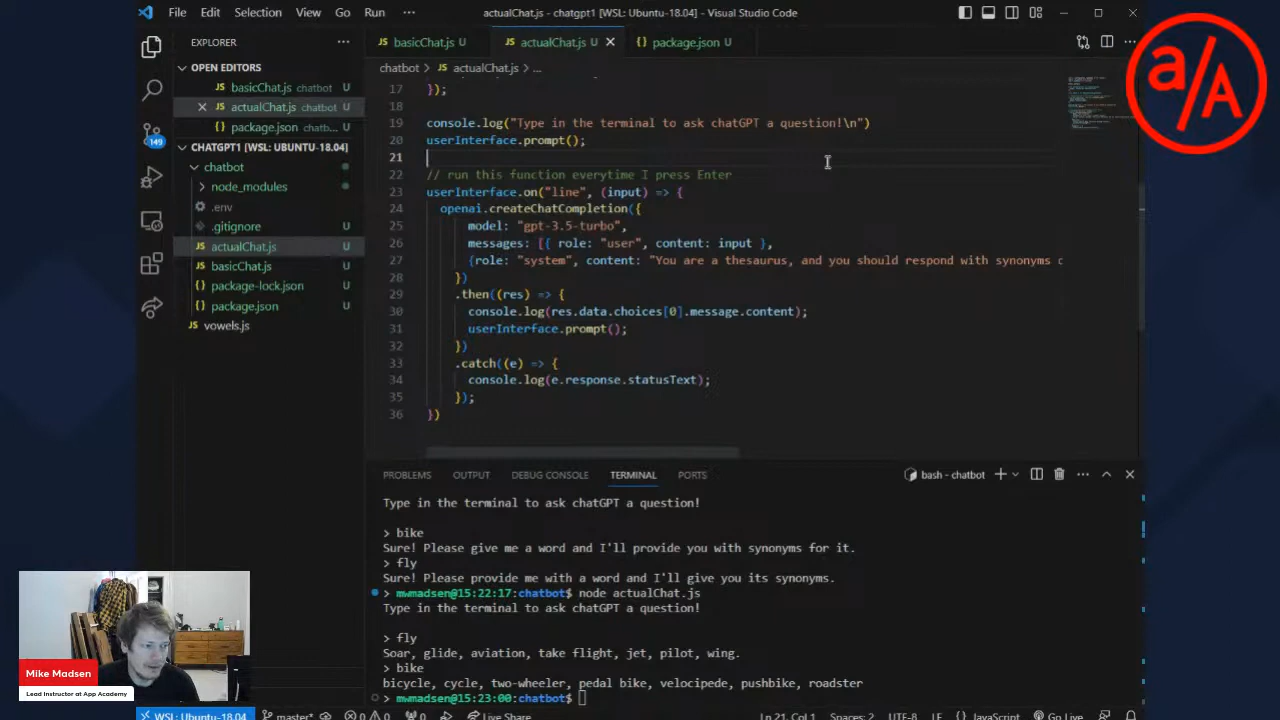 File Edit Selection View Go Run ··· actualChat.js - chatgpt1 [WSL: Ubuntu-18.04] - Visual Studio Code
EXPLORER ···
OPEN EDITORS
basicChat.js chatbot U
actualChat.js chatbot U
package.json chatb... U
CHATGPT1 [WSL: UBUNTU-18.04]
chatbot
node_modules
.env
.gitignore U
actualChat.js U
basicChat.js U
package-lock.json U
package.json U
vowels.js U
149
JS basicChat.js U JS actualChat.js U {} package.json U
chatbot > JS actualChat.js > ...
17 });
18
19 console.log("Type in the terminal to ask chatGPT a question!\n")
20 userInterface.prompt();
21
22 // run this function everytime I press Enter
23 userInterface.on("line", (input) => {
24 openai.createChatCompletion({
25 model: "gpt-3.5-turbo",
26 messages: [{ role: "user", content: input },
27 {role: "system", content: "You are a thesaurus, and you should respond with synonyms
28 })
29 .then((res) => {
30 console.log(res.data.choices[0].message.content);
31 userInterface.prompt();
32 })
33 .catch((e) => {
34 console.log(e.response.statusText);
35 });
36 })
PROBLEMS OUTPUT DEBUG CONSOLE TERMINAL PORTS bash - chatbot
Type in the terminal to ask chatGPT a question!
> bike
Sure! Please give me a word and I'll provide you with synonyms for it.
> fly
Sure! Please provide me with a word and I'll give you its synonyms.
> mwmadsen@15:22:17:chatbot$ node actualChat.js
Type in the terminal to ask chatGPT a question!
> fly
Soar, glide, aviation, take flight, jet, pilot, wing.
> bike
bicycle, cycle, two-wheeler, pedal bike, velocipede, pushbike, roadster
> mwmadsen@15:23:00:chatbot$
WSL: Ubuntu-18.04 master* 0 0 0 Live Share Ln 21, Col 1 Spaces: 2 UTF-8 LF JavaScript Go Live
a/A
Mike Madsen
Lead Instructor at App Academy